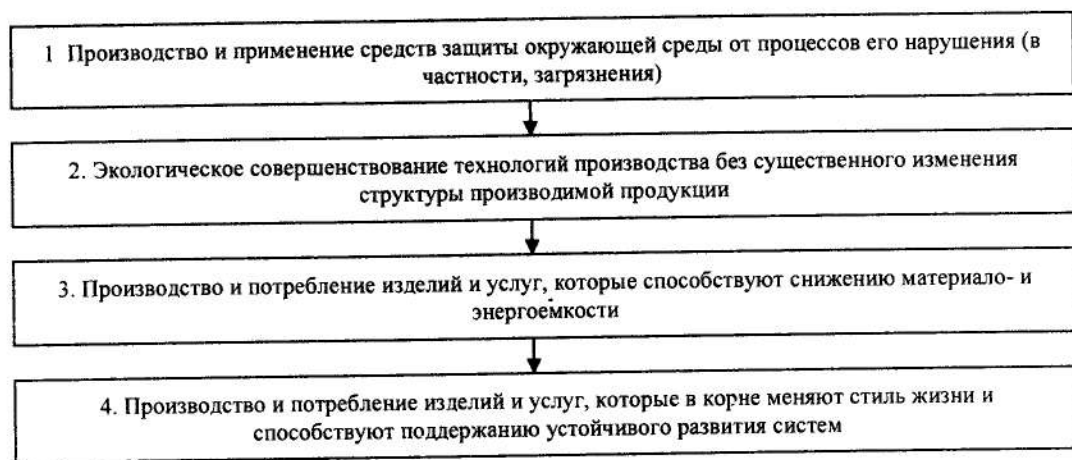 1 Производство и применение средств защиты окружающей среды от процессов его нарушения (в
частности, загрязнения)
2. Экологическое совершенствование технологий производства без существенного изменения
структуры производимой продукции
3. Производство и потребление изделий и услуг, которые способствуют снижению материало- и
энергоемкости
4. Производство и потребление изделий и услуг, которые в корне меняют стиль жизни и
способствуют поддержанию устойчивого развития систем